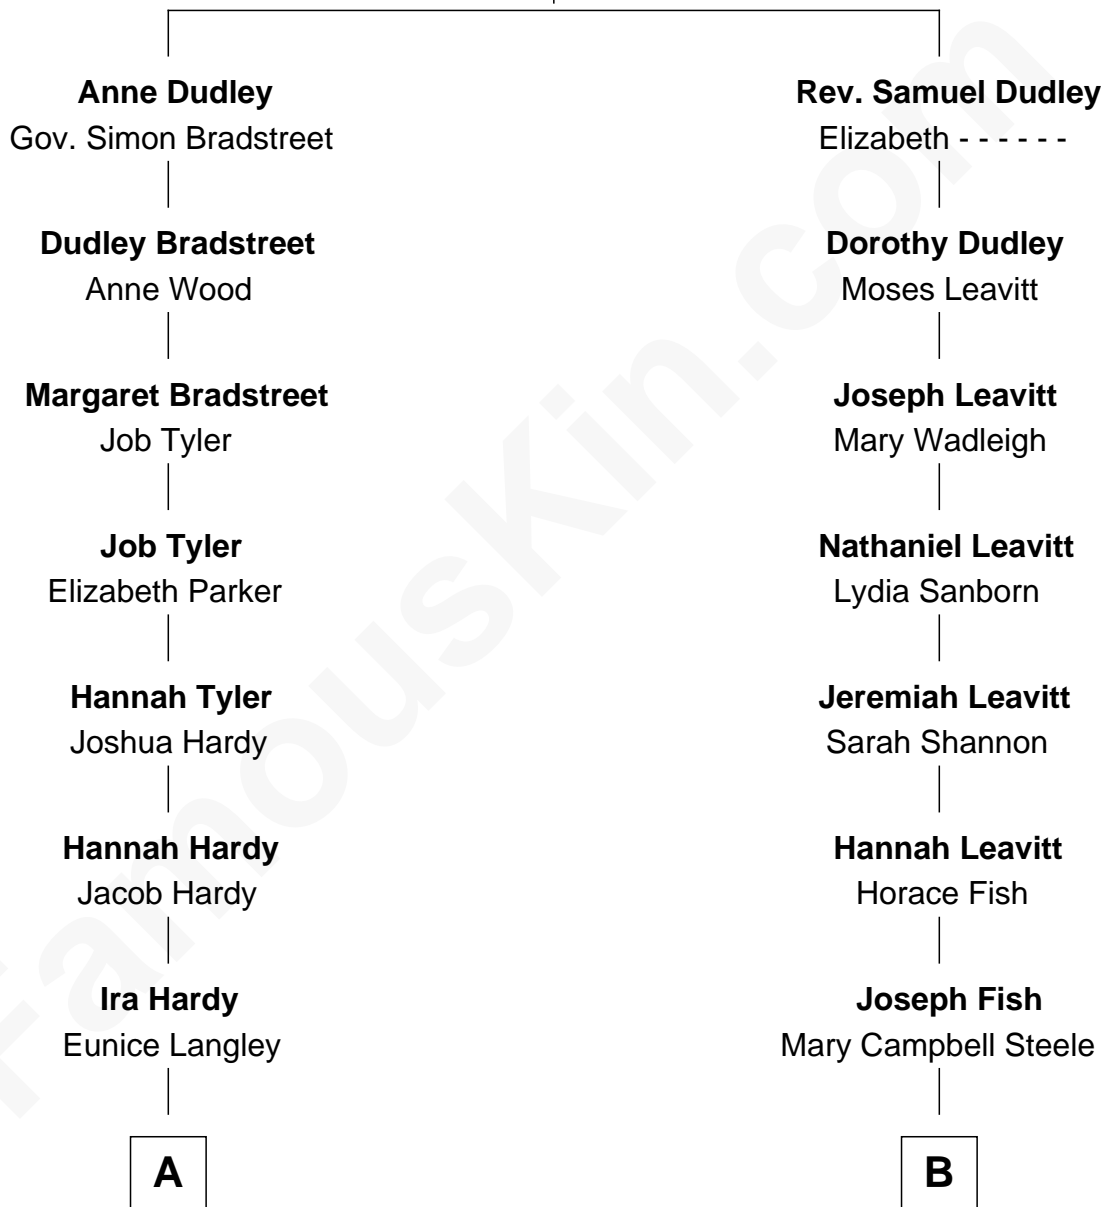 Anne Dudley
Gov. Simon Bradstreet
Dudley Bradstreet
Anne Wood
Margaret Bradstreet
Job Tyler
Job Tyler
Elizabeth Parker
Hannah Tyler
Joshua Hardy
Hannah Hardy
Jacob Hardy
Ira Hardy
Eunice Langley
A
Rev. Samuel Dudley
Elizabeth - - - - - -
Dorothy Dudley
Moses Leavitt
Joseph Leavitt
Mary Wadleigh
Nathaniel Leavitt
Lydia Sanborn
Jeremiah Leavitt
Sarah Shannon
Hannah Leavitt
Horace Fish
Joseph Fish
Mary Campbell Steele
B
FamousKin.com